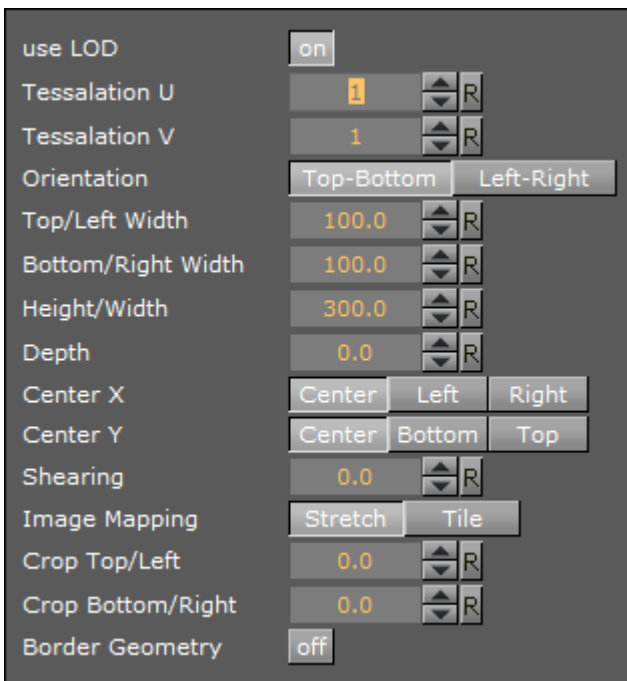 use LOD on
Tessalation U 1 R
Tessalation V 1 R
Orientation Top-Bottom Left-Right
Top/Left Width 100.0 R
Bottom/Right Width 100.0 R
Height/Width 300.0 R
Depth 0.0 R
Center X Center Left Right
Center Y Center Bottom Top
Shearing 0.0 R
Image Mapping Stretch Tile
Crop Top/Left 0.0 R
Crop Bottom/Right 0.0 R
Border Geometry off